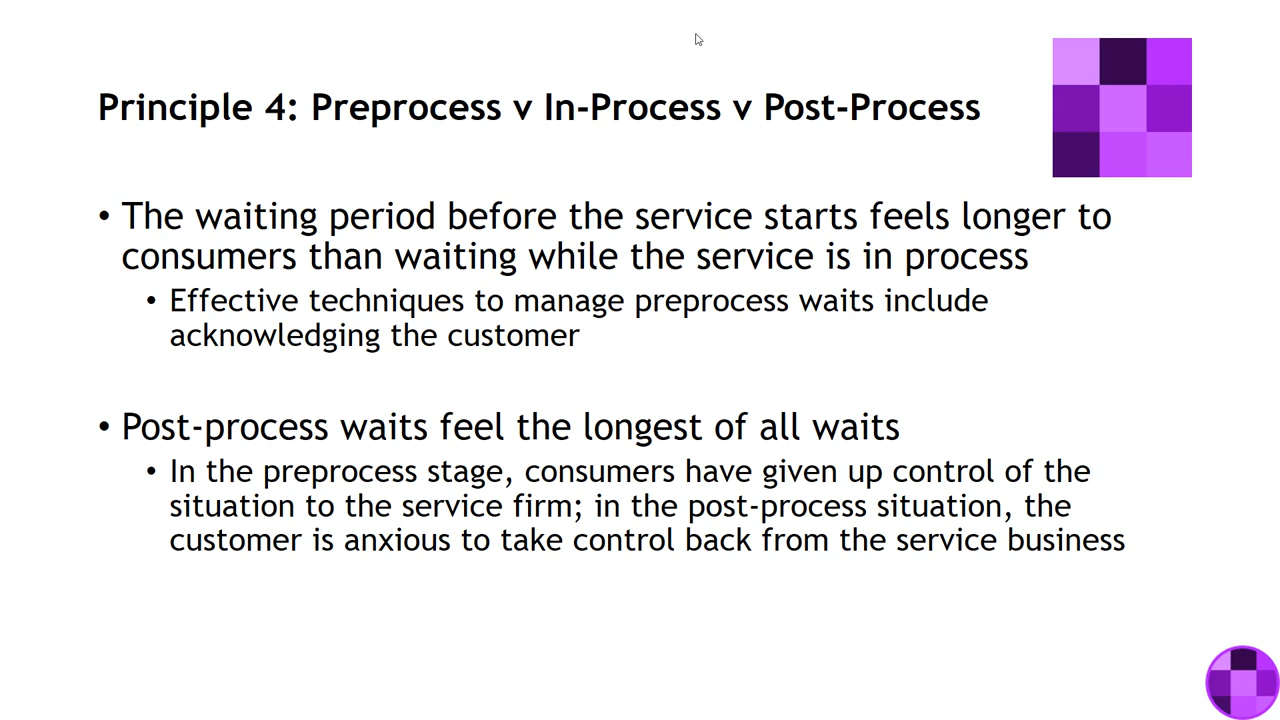 Principle 4: Preprocess v In-Process v Post-Process
• The waiting period before the service starts feels longer to
consumers than waiting while the service is in process
• Effective techniques to manage preprocess waits include
acknowledging the customer
• Post-process waits feel the longest of all waits
• In the preprocess stage, consumers have given up control of the
situation to the service firm; in the post-process situation, the
customer is anxious to take control back from the service business